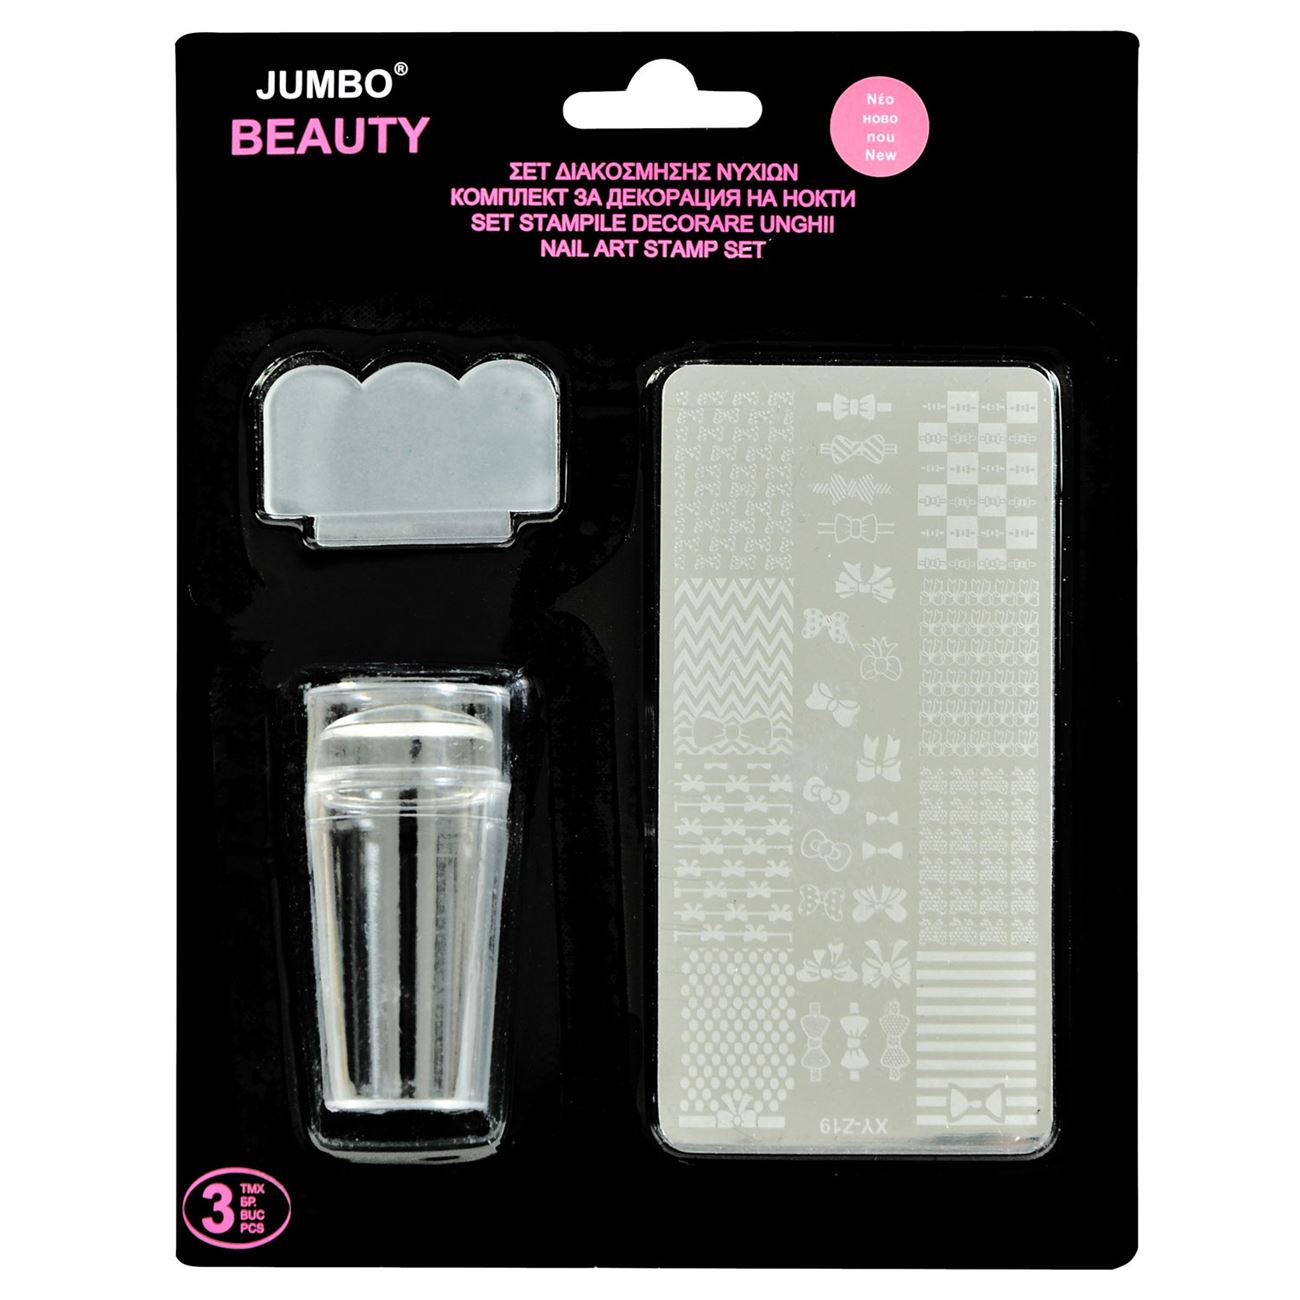 JUMBO®
BEAUTY
Νέο
ново
nou
New
ΣΕΤ ΔΙΑΚΟΣΜΗΣΗΣ ΝΥΧΙΩΝ
КОМПЛЕКТ ЗА ДЕКОРАЦИЯ НА НОКТИ
SET STAMPILE DECORARE UNGHII
NAIL ART STAMP SET
XY-Z19
3
ΤΜΧ
БР.
BUC
PCS